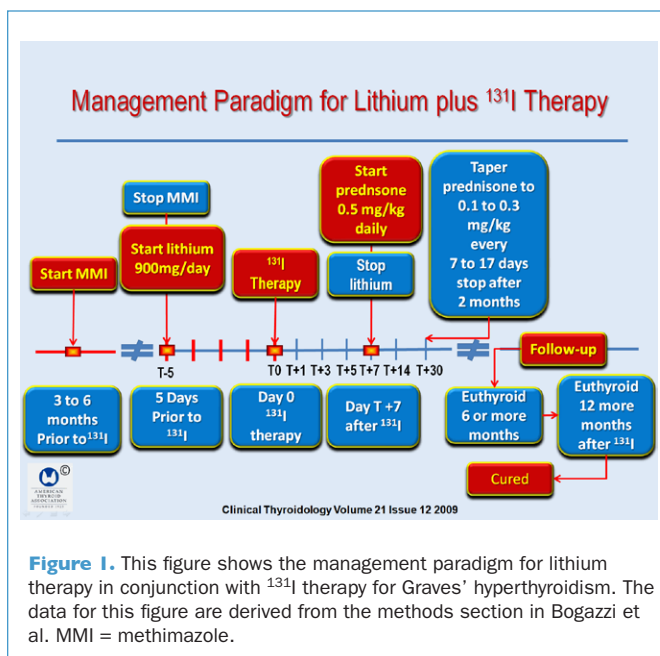 Management Paradigm for Lithium plus ¹³¹I Therapy
Start MMI
Stop MMI
Start lithium
900mg/day
¹³¹I
Therapy
Start
prednsone
0.5 mg/kg
daily
Stop
lithium
Taper
prednisone to
0.1 to 0.3
mg/kg
every
7 to 17 days
stop after
2 months
T-5
T0 T+1 T+3 T+5 T+7 T+14 T+30
Follow-up
3 to 6
months
Prior to ¹³¹I
5 Days
Prior to
¹³¹I
Day 0
¹³¹I
therapy
Day T +7
after ¹³¹I
Euthyroid
6 or more
months
Euthyroid
12 more
months
after ¹³¹I
Cured
©
AMERICAN
THYROID
ASSOCIATION
Clinical Thyroidology Volume 21 Issue 12 2009
Figure 1. This figure shows the management paradigm for lithium
therapy in conjunction with ¹³¹I therapy for Graves’ hyperthyroidism. The
data for this figure are derived from the methods section in Bogazzi et
al. MMI = methimazole.